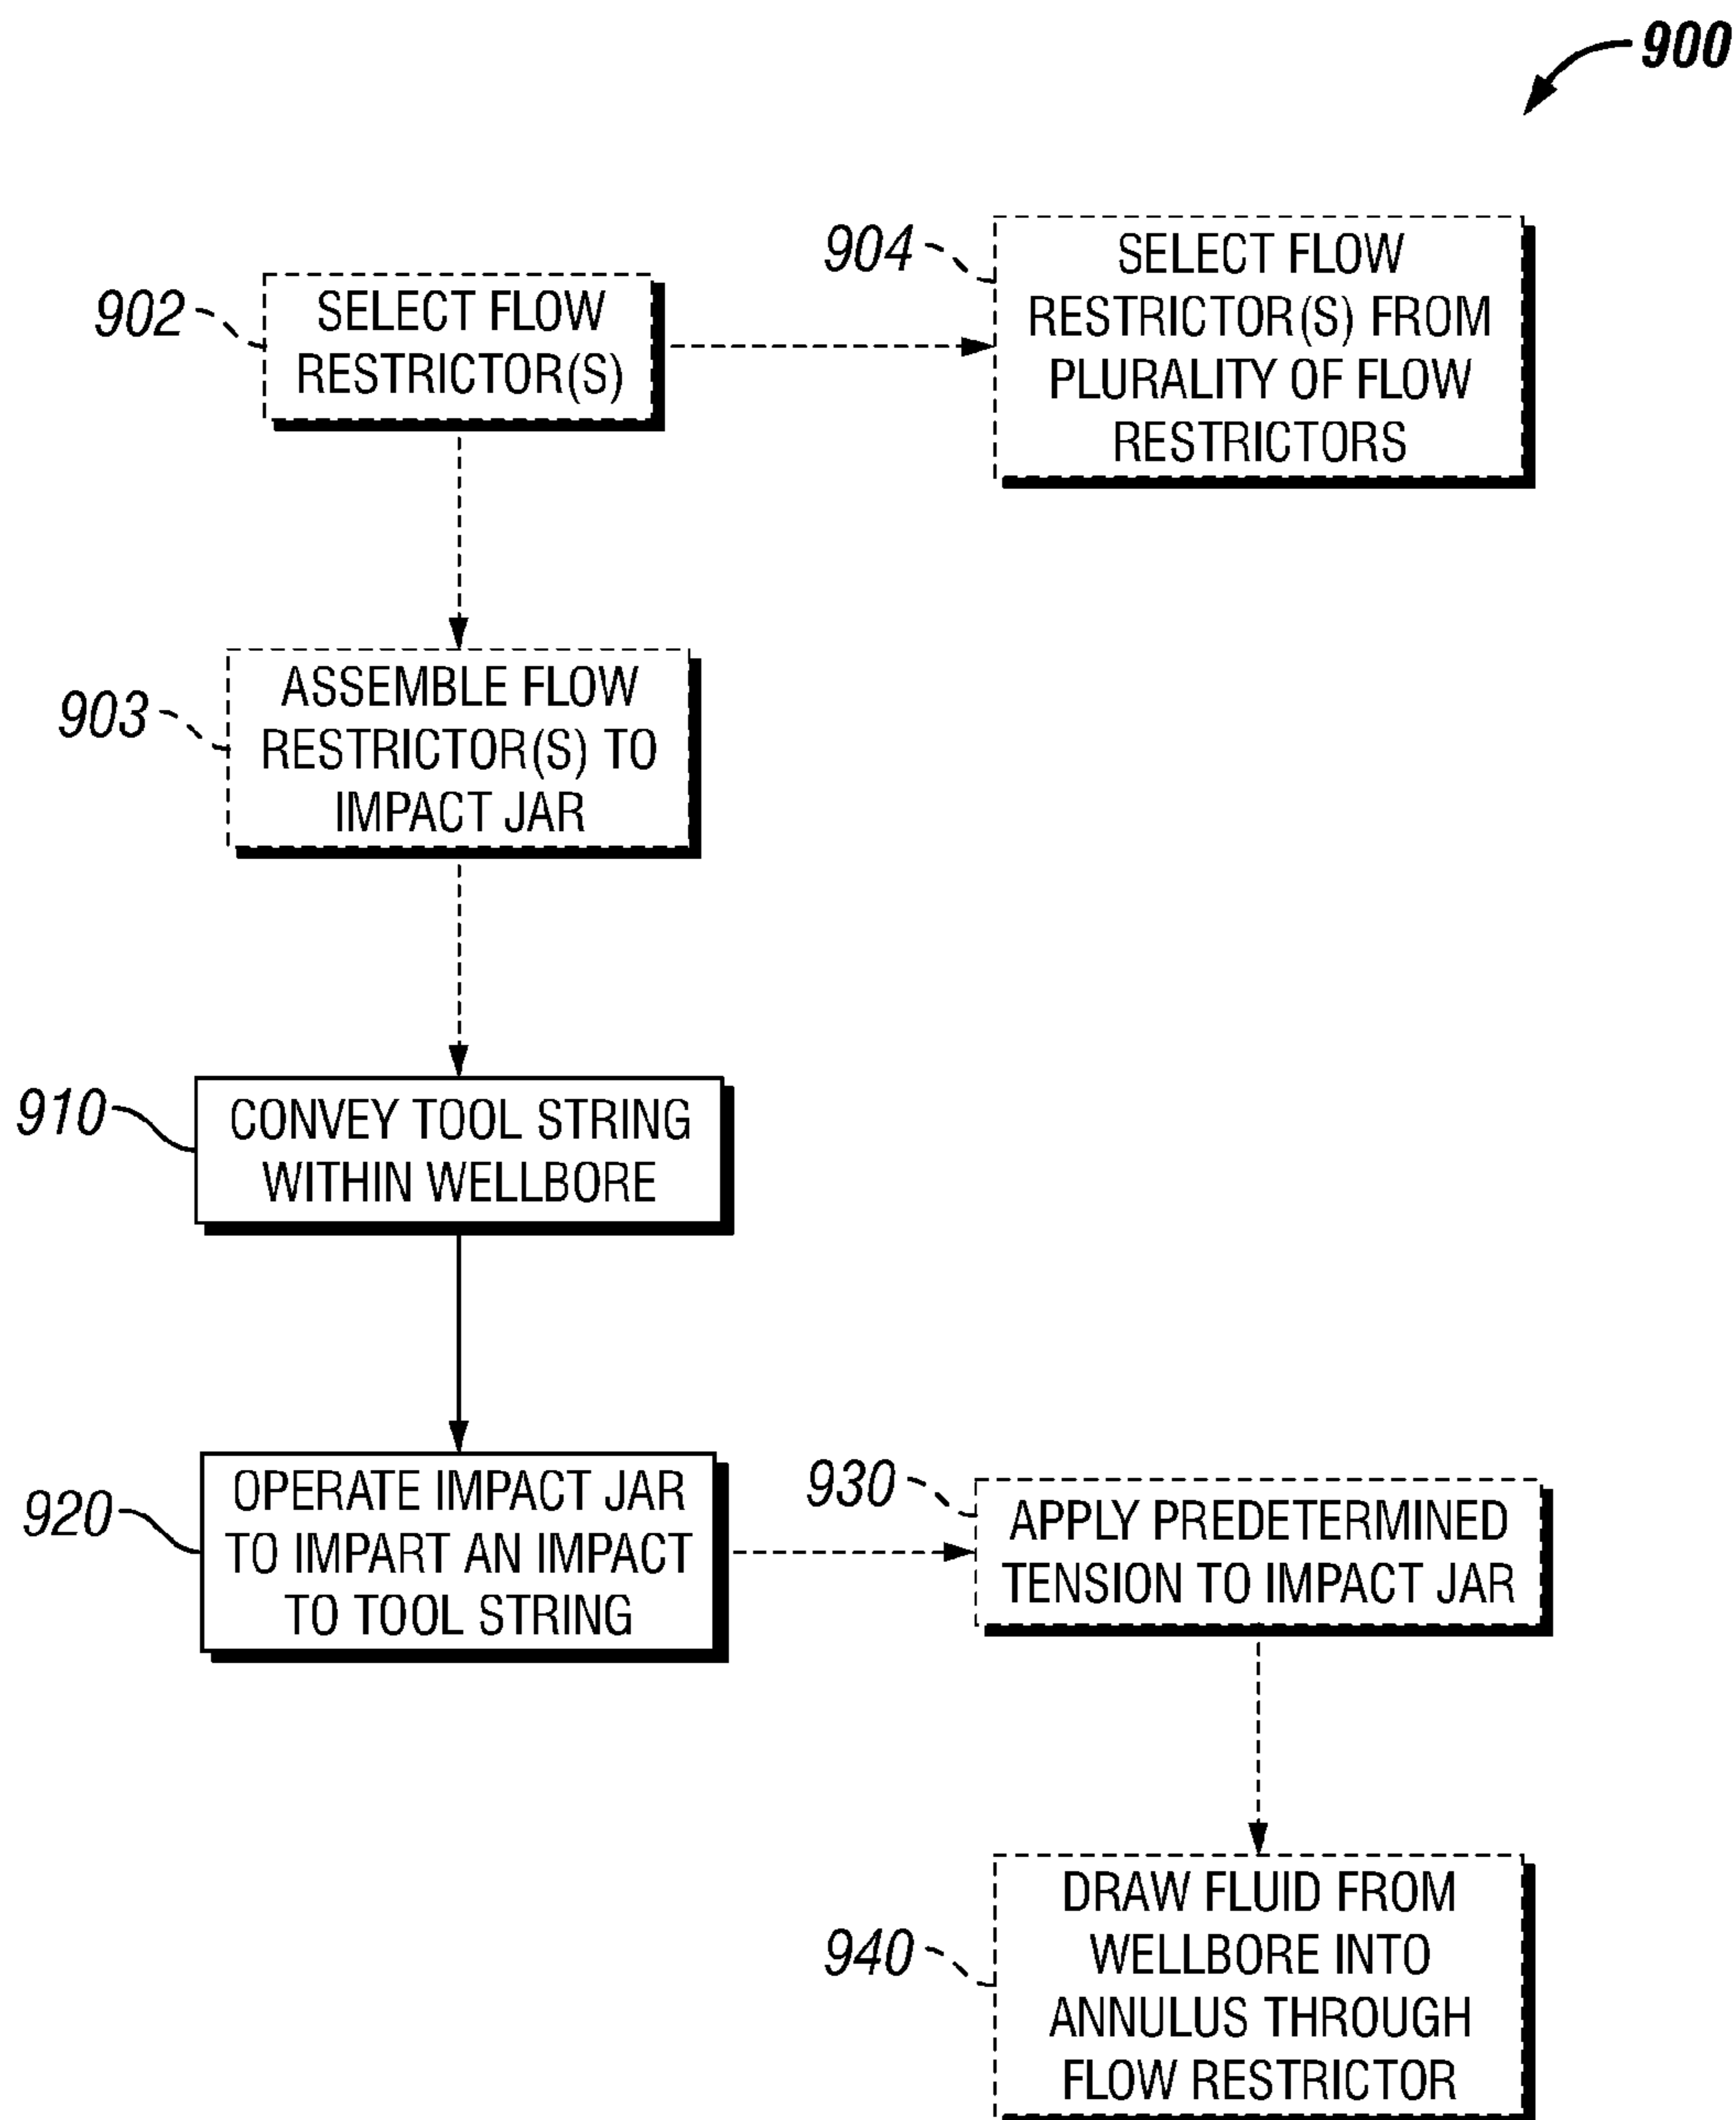 900
902
SELECT FLOW
RESTRICTOR(S)
904
SELECT FLOW
RESTRICTOR(S) FROM
PLURALITY OF FLOW
RESTRICTORS
903
ASSEMBLE FLOW
RESTRICTOR(S) TO
IMPACT JAR
910
CONVEY TOOL STRING
WITHIN WELLBORE
920
OPERATE IMPACT JAR
TO IMPART AN IMPACT
TO TOOL STRING
930
APPLY PREDETERMINED
TENSION TO IMPACT JAR
940
DRAW FLUID FROM
WELLBORE INTO
ANNULUS THROUGH
FLOW RESTRICTOR